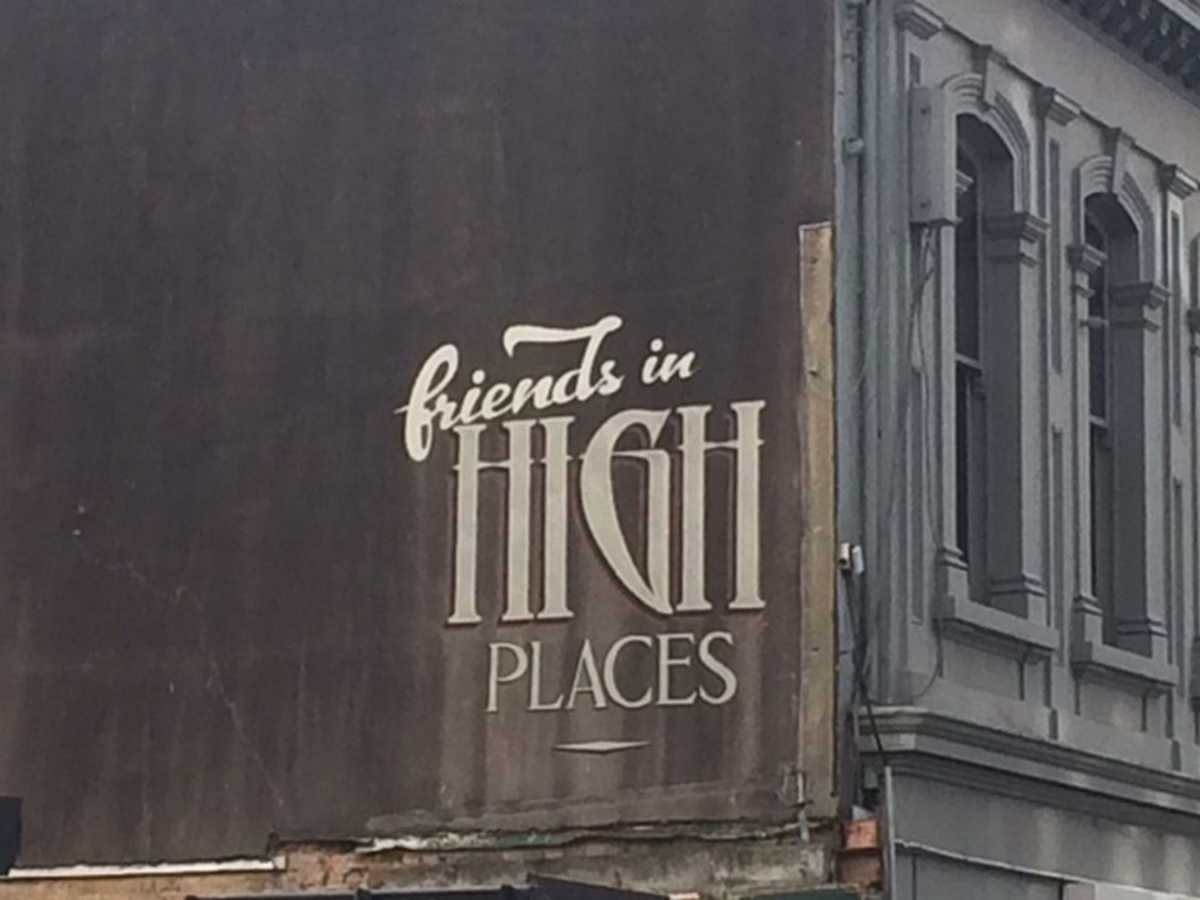 friends in
HIGH
PLACES